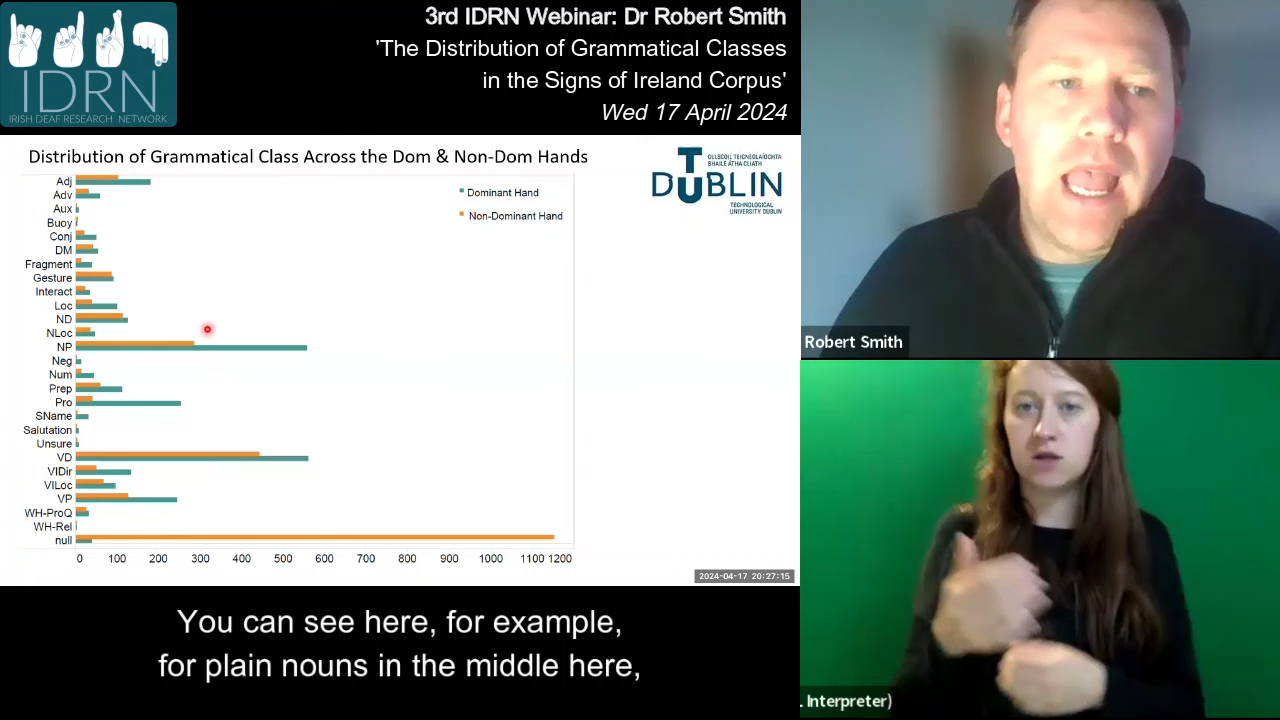 3rd IDRN Webinar: Dr Robert Smith
'The Distribution of Grammatical Classes
in the Signs of Ireland Corpus'
Wed 17 April 2024
IDRN
IRISH DEAF RESEARCH NETWORK
Distribution of Grammatical Class Across the Dom & Non-Dom Hands
OLLSCOIL TEICNEOLAÍOCHTA
BHAILE ÁTHA CLIATH
TU DUBLIN
TECHNOLOGICAL
UNIVERSITY DUBLIN
Dominant Hand
Non-Dominant Hand
Adj
Adv
Aux
Buoy
Conj
DM
Fragment
Gesture
Interact
Loc
ND
NLoc
NP
Neg
Num
Prep
Pro
SName
Salutation
Unsure
VD
VIDir
VILoc
VP
WH-ProQ
WH-Rel
null
0 100 200 300 400 500 600 700 800 900 1000 1100 1200
2024-04-17 20:27:15
You can see here, for example,
for plain nouns in the middle here,
Robert Smith
Interpreter)